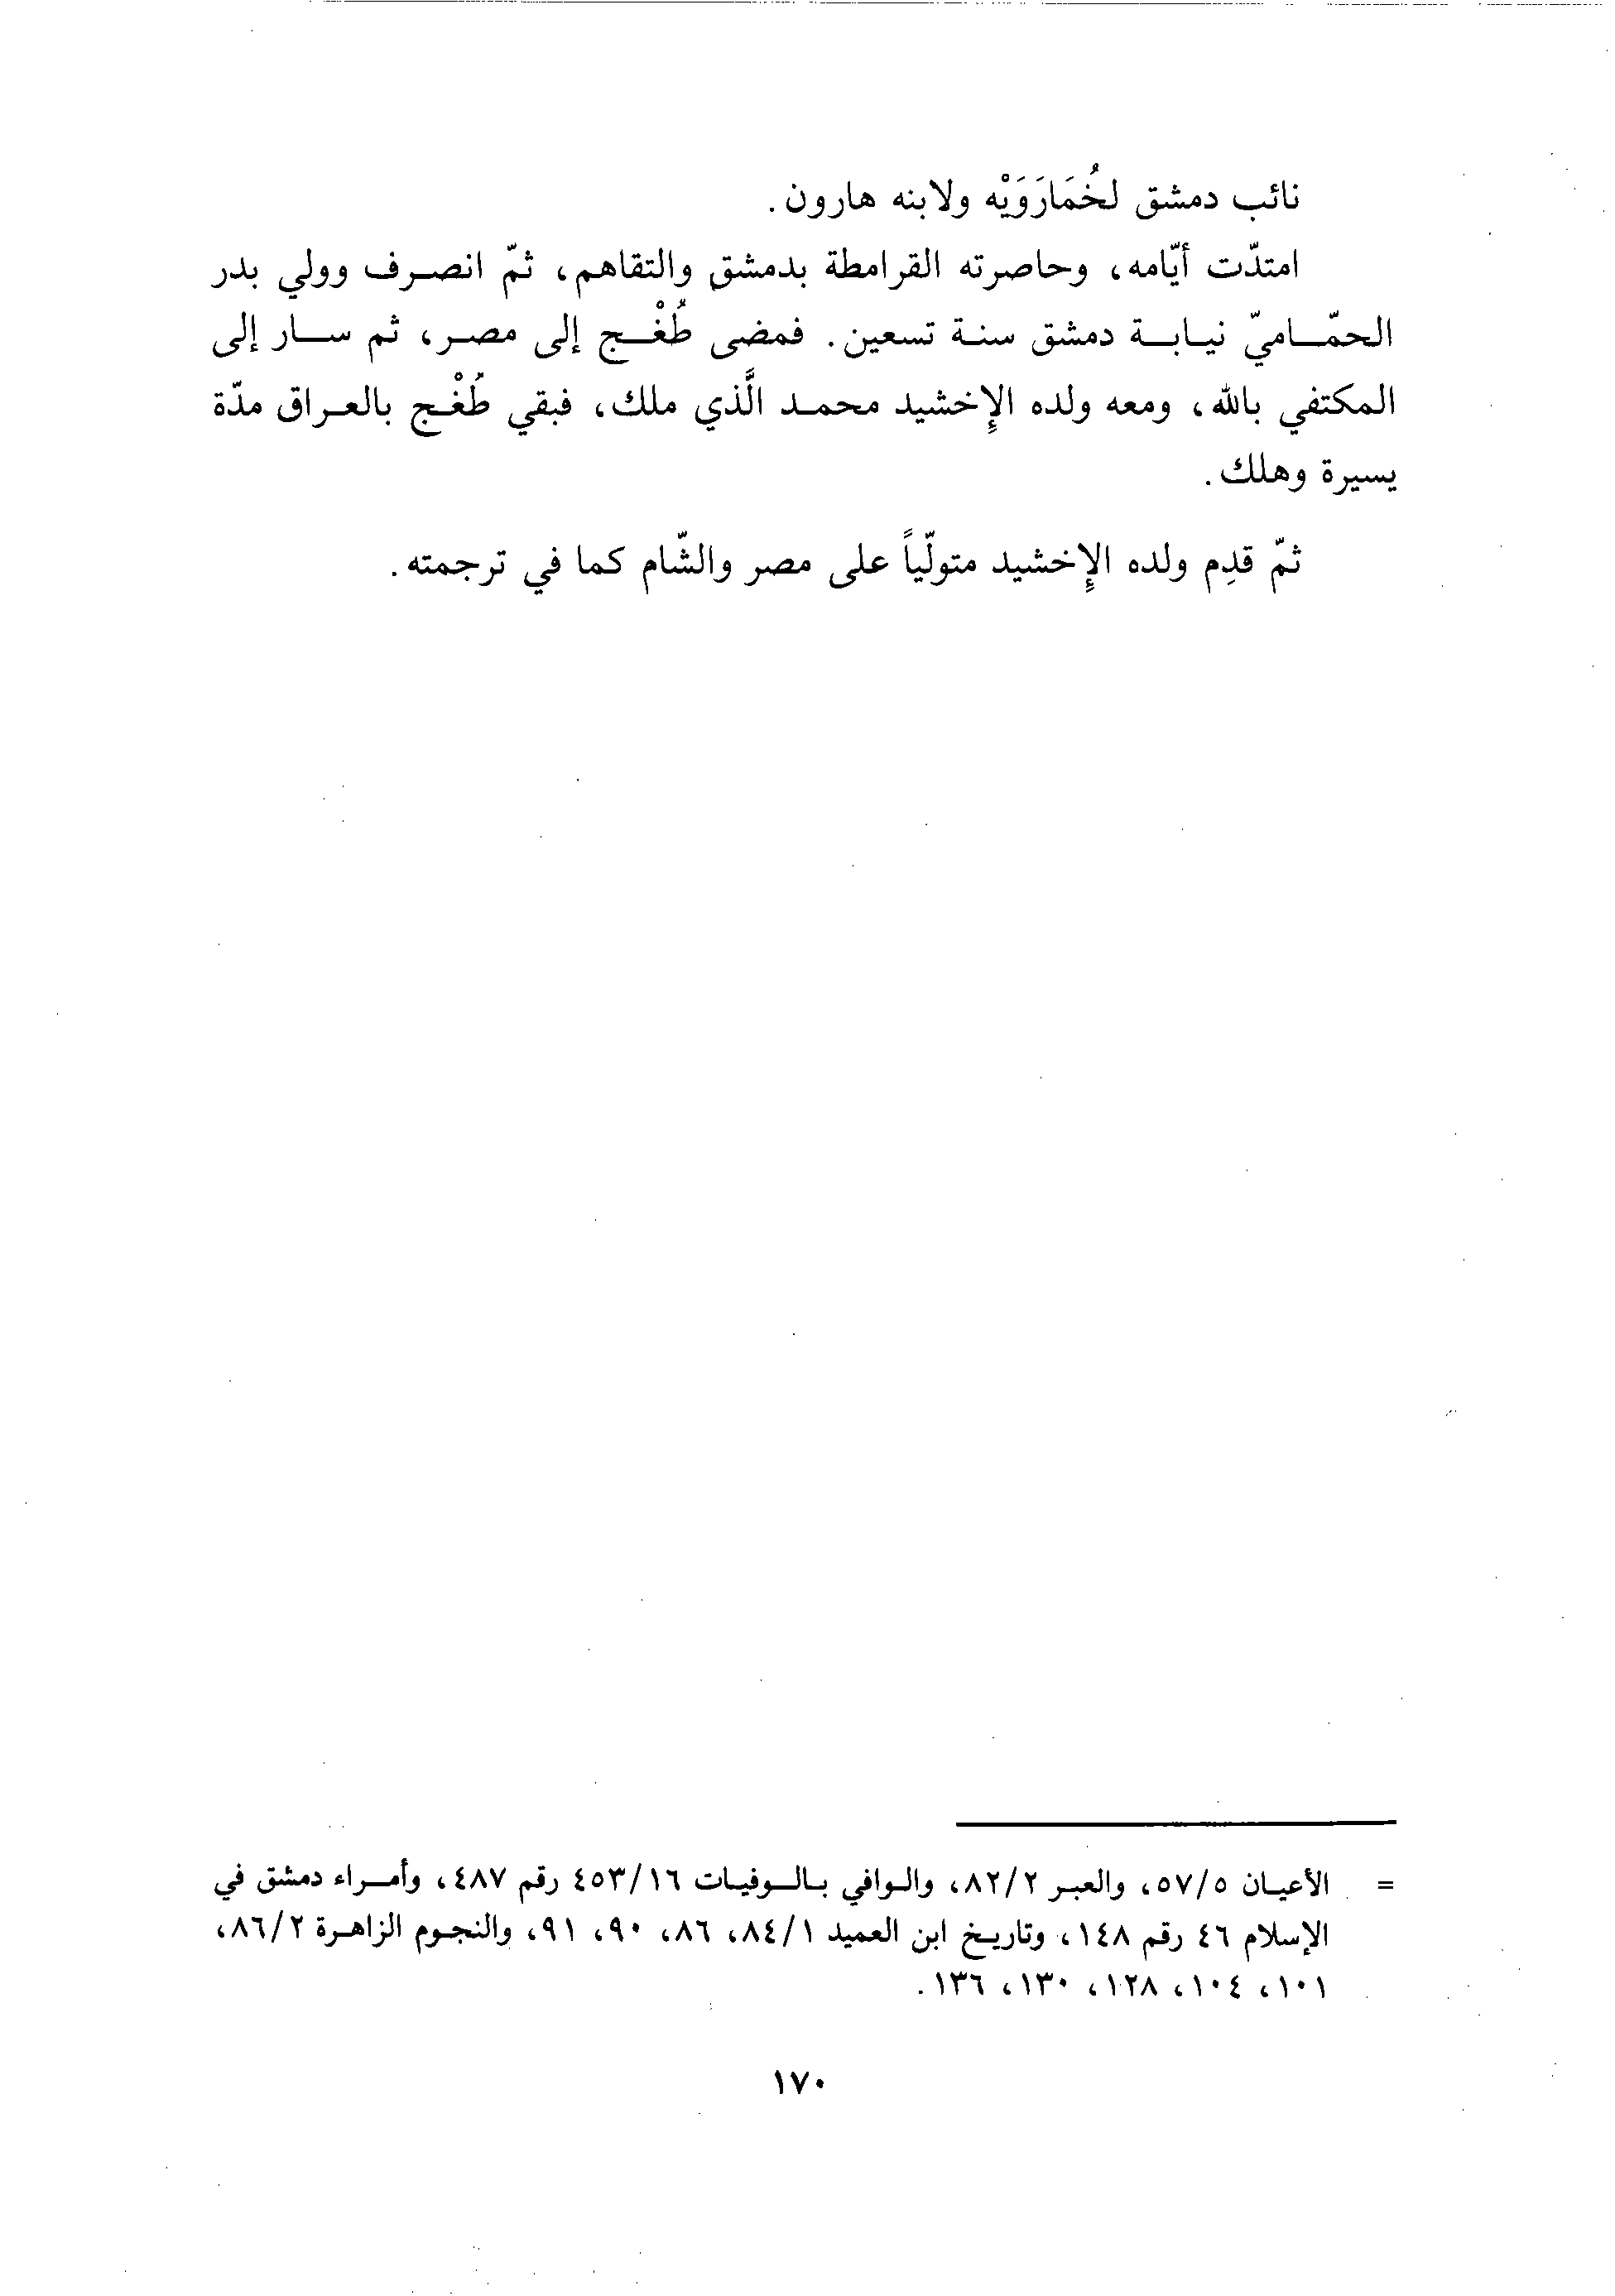 نائب دمشق لخُمَارَوَيْه ولابنه هارون.
امتدّت أيّامه، وحاصرته القرامطة بدمشق والتقاهم، ثمّ انصرف وولي بدر
الحمّاميّ نيابة دمشق سنة تسعين. فمضى طُغْج إلى مصر، ثم سار إلى
المكتفي بالله، ومعه ولده الإِخشيد محمد الَّذي ملك، فبقي طُغْج بالعراق مدّة
يسيرة وهلك.
ثمّ قدِم ولده الإِخشيد متولّياً على مصر والشّام كما في ترجمته.
= الأعيان ٥/٥٧، والعبر ٢/٨٢، والوافي بالوفيات ١٦/٤٥٣ رقم ٤٨٧، وأمراء دمشق في
الإسلام ٤٦ رقم ١٤٨، وتاريخ ابن العميد ١/٨٤، ٨٦، ٩٠، ٩١، والنجوم الزاهرة ٢/٨٦،
١٠١، ١٠٤، ١٢٨، ١٣٠، ١٣٦.
١٧٠